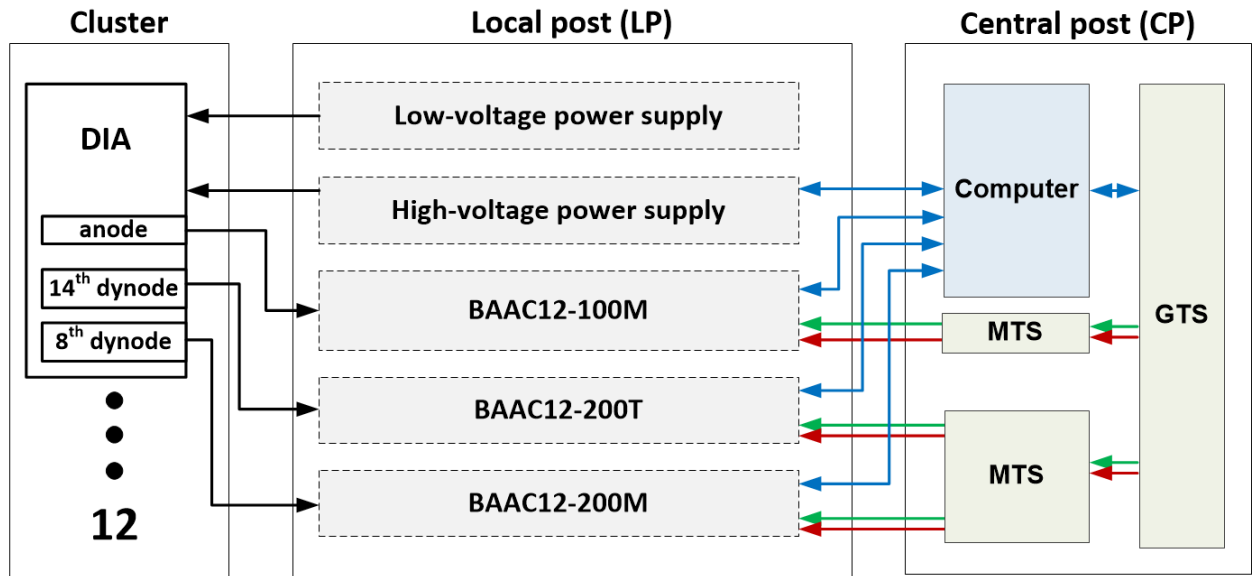 Cluster
Local post (LP)
Central post (CP)
DIA
anode
14th dynode
8th dynode
12
Low-voltage power supply
High-voltage power supply
BAAC12-100M
BAAC12-200T
BAAC12-200M
Computer
MTS
MTS
GTS